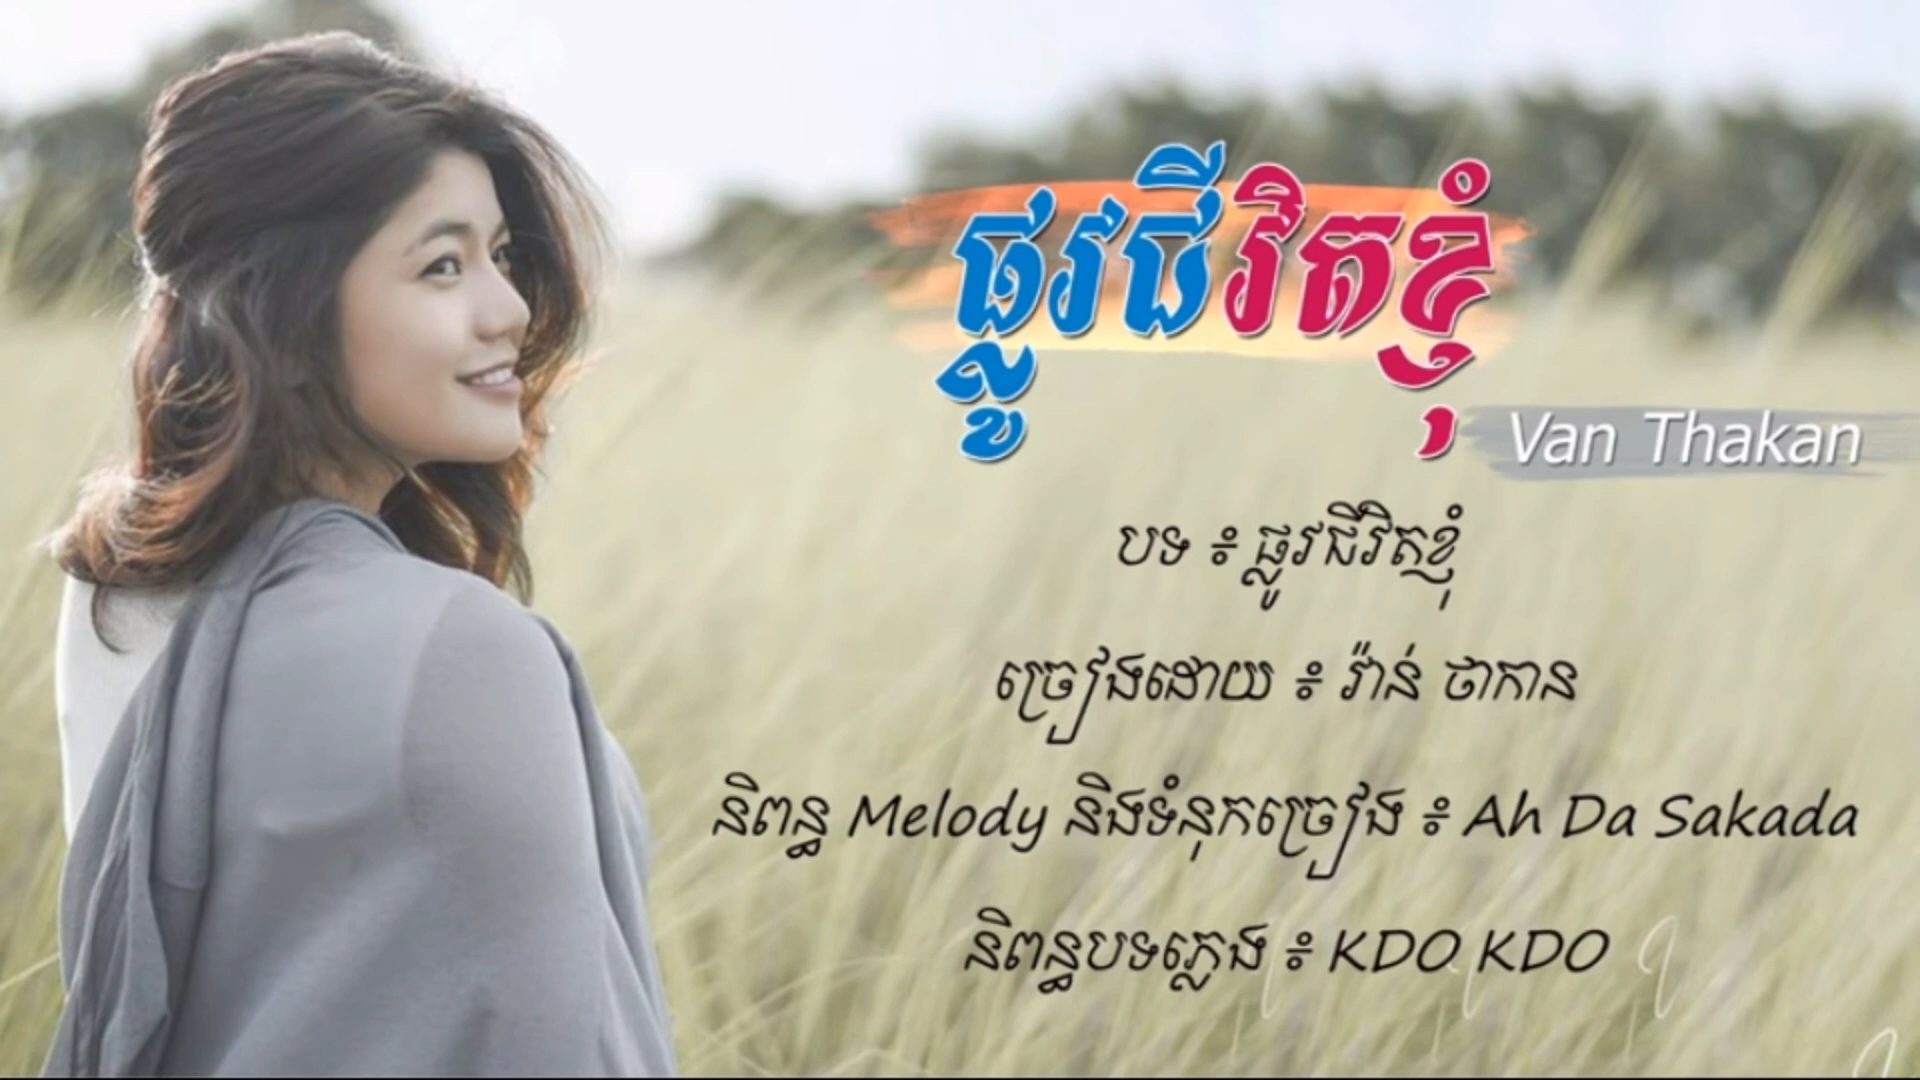 ផ្លូវជីវិតខ្ញុំ
Van Thakan
បទ ៖ ផ្លូវជីវិតខ្ញុំ
ច្រៀងដោយ ៖ វ៉ាន់ ថាកាន
និពន្ធ Melody និងទំនុកច្រៀង ៖ Ah Da Sakada
និពន្ធបទភ្លេង ៖ KDO KDO